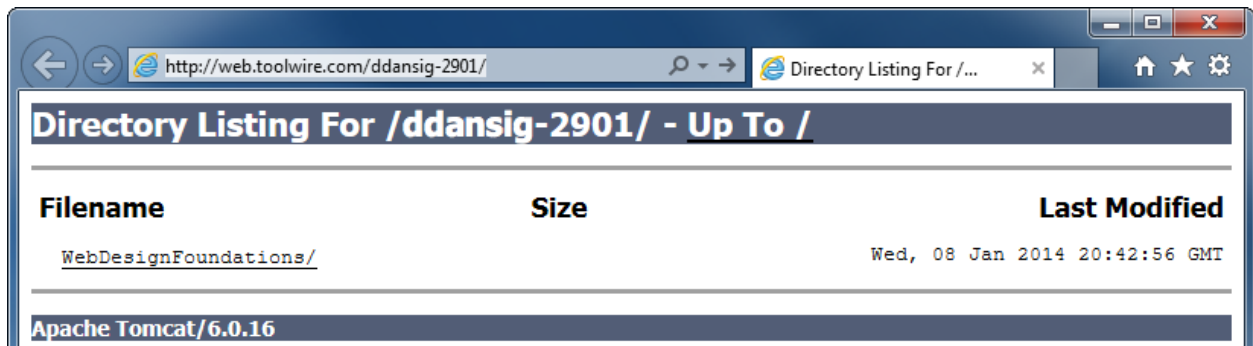 http://web.toolwire.com/ddansig-2901/ Directory Listing For /...
Directory Listing For /ddansig-2901/ - Up To /
Filename Size Last Modified
WebDesignFoundations/ Wed, 08 Jan 2014 20:42:56 GMT
Apache Tomcat/6.0.16